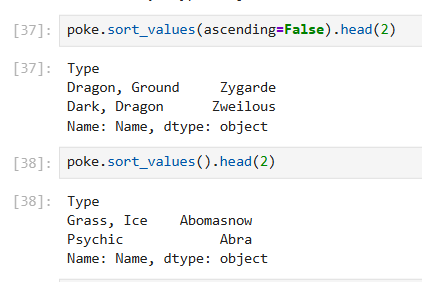 [37]: poke.sort_values(ascending=False).head(2)
[37]: Type
Dragon, Ground     Zygarde
Dark, Dragon      Zweilous
Name: Name, dtype: object
[38]: poke.sort_values().head(2)
[38]: Type
Grass, Ice    Abomasnow
Psychic            Abra
Name: Name, dtype: object